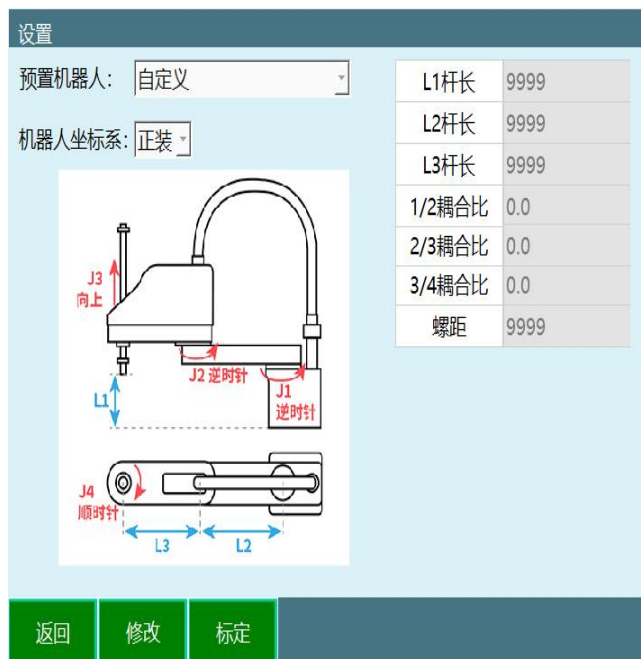 设置
预置机器人： 自定义
机器人坐标系： 正装
L1杆长 9999
L2杆长 9999
L3杆长 9999
1/2耦合比 0.0
2/3耦合比 0.0
3/4耦合比 0.0
螺距 9999
J3
向上
J2 逆时针
L1
J1
逆时针
J4
顺时针
L3
L2
返回
修改
标定